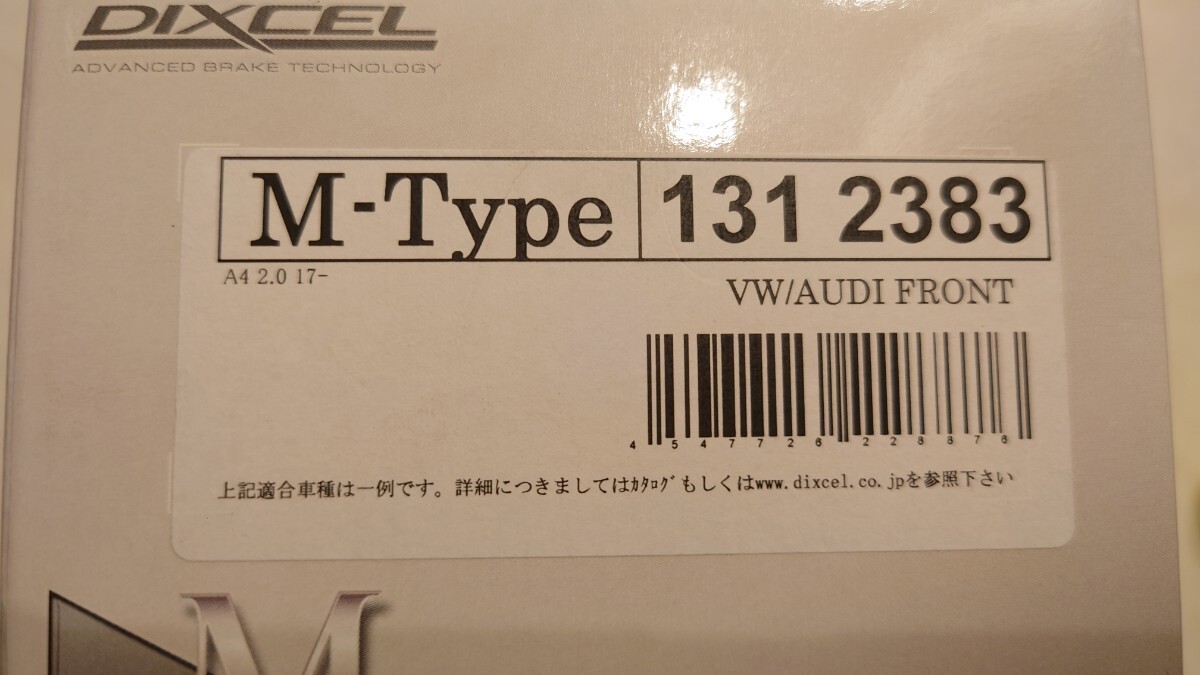 DIXCEL
ADVANCED BRAKE TECHNOLOGY
M-Type 131 2383
A4 2.0 17-
VW/AUDI FRONT
4 547726 228876
上記適合車種は一例です。詳細につきましてはｶﾀﾛｸﾞもしくはwww.dixcel.co.jpを参照下さい
M